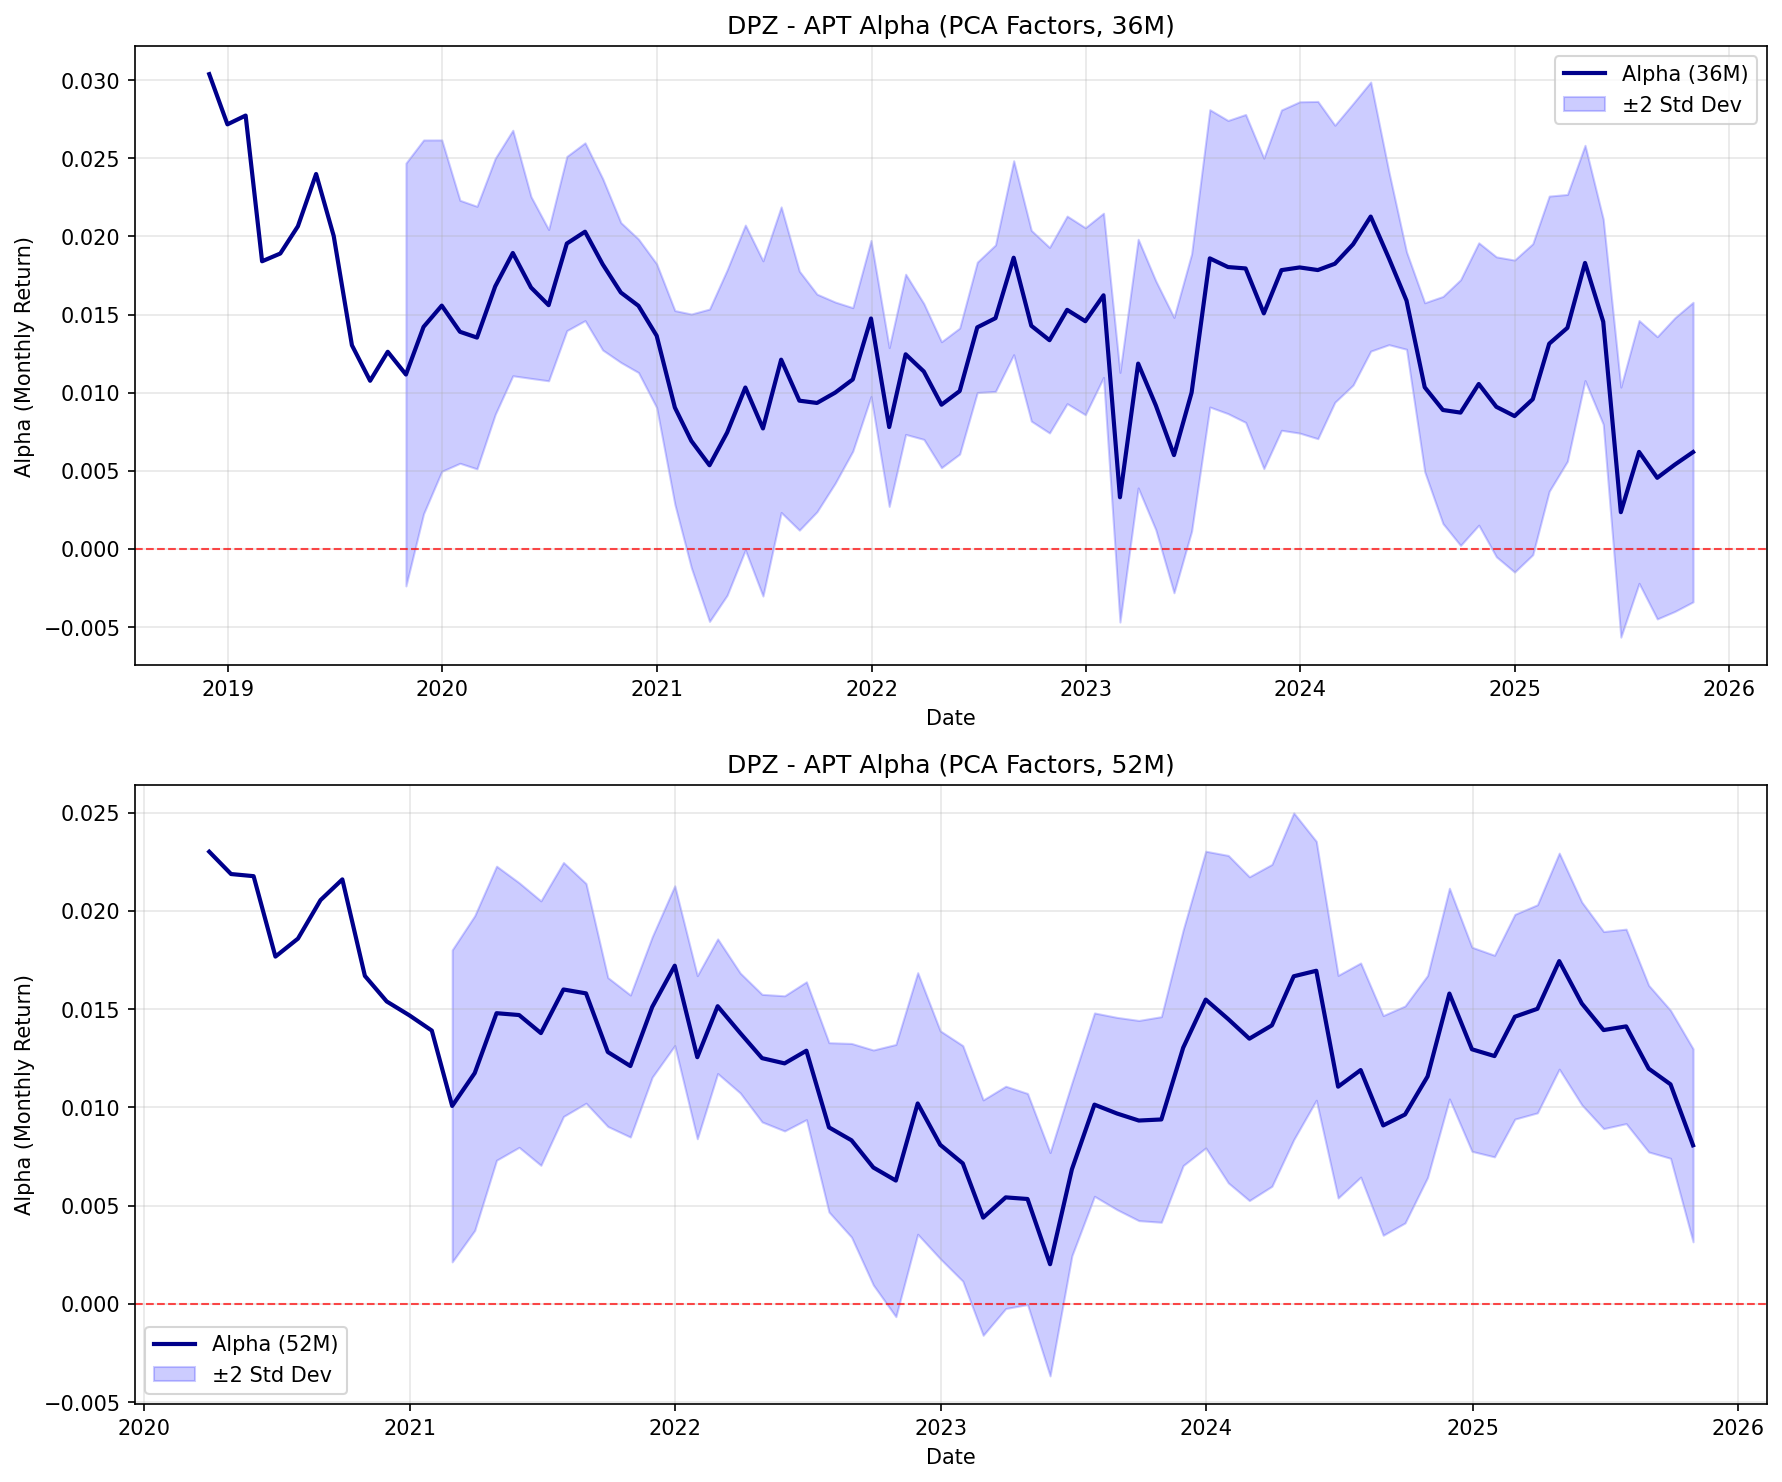 DPZ - APT Alpha (PCA Factors, 36M)
Alpha (Monthly Return)
0.030
0.025
0.020
0.015
0.010
0.005
0.000
−0.005
Alpha (36M)
±2 Std Dev
2019 2020 2021 2022 2023 2024 2025 2026
Date
DPZ - APT Alpha (PCA Factors, 52M)
Alpha (Monthly Return)
0.025
0.020
0.015
0.010
0.005
0.000
−0.005
Alpha (52M)
±2 Std Dev
2020 2021 2022 2023 2024 2025 2026
Date